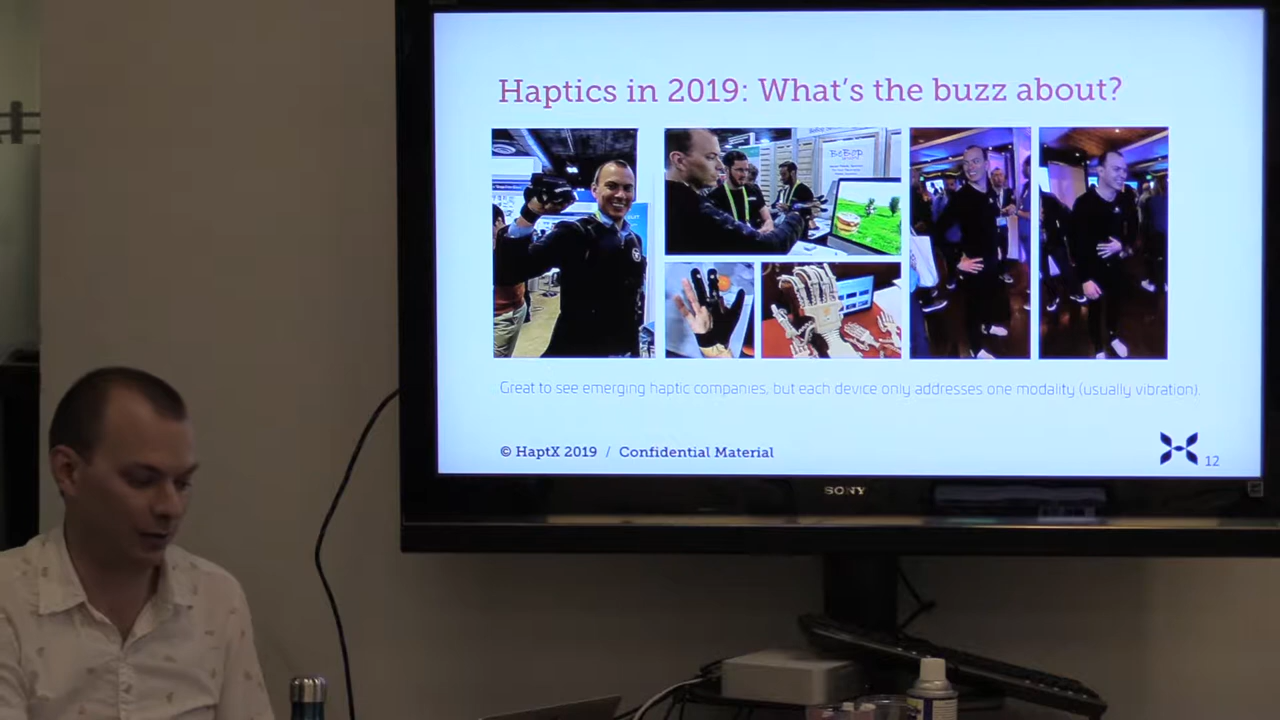 Haptics in 2019: What's the buzz about?
BeBop
Great to see emerging haptic companies, but each device only addresses one modality (usually vibration).
© HaptX 2019 / Confidential Material
12
SONY